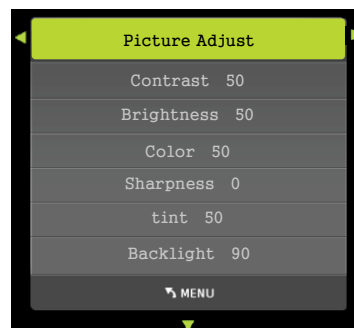 Picture Adjust
Contrast 50
Brightness 50
Color 50
Sharpness 0
tint 50
Backlight 90
MENU